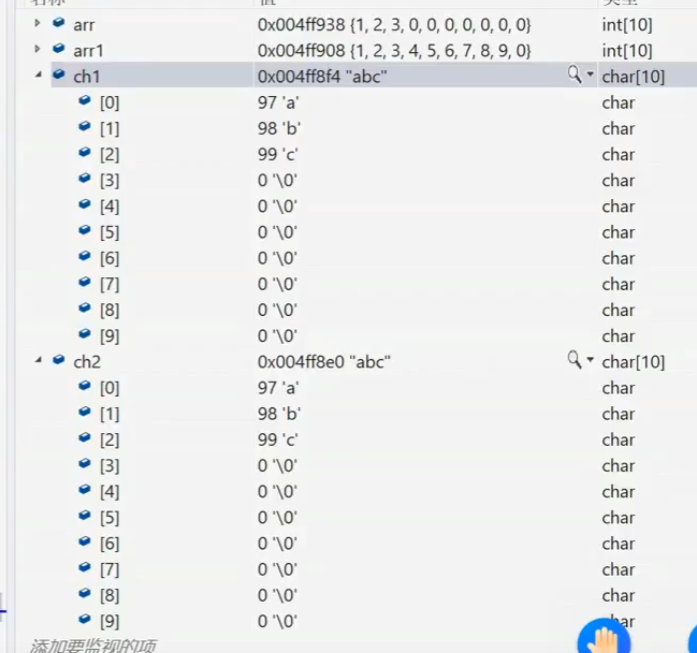 名称 值 类型
arr 0x004ff938 {1, 2, 3, 0, 0, 0, 0, 0, 0, 0} int[10]
arr1 0x004ff908 {1, 2, 3, 4, 5, 6, 7, 8, 9, 0} int[10]
ch1 0x004ff8f4 "abc" char[10]
[0] 97 'a' char
[1] 98 'b' char
[2] 99 'c' char
[3] 0 '\0' char
[4] 0 '\0' char
[5] 0 '\0' char
[6] 0 '\0' char
[7] 0 '\0' char
[8] 0 '\0' char
[9] 0 '\0' char
ch2 0x004ff8e0 "abc" char[10]
[0] 97 'a' char
[1] 98 'b' char
[2] 99 'c' char
[3] 0 '\0' char
[4] 0 '\0' char
[5] 0 '\0' char
[6] 0 '\0' char
[7] 0 '\0' char
[8] 0 '\0' char
[9] 0 '\0' char
添加要监视的项